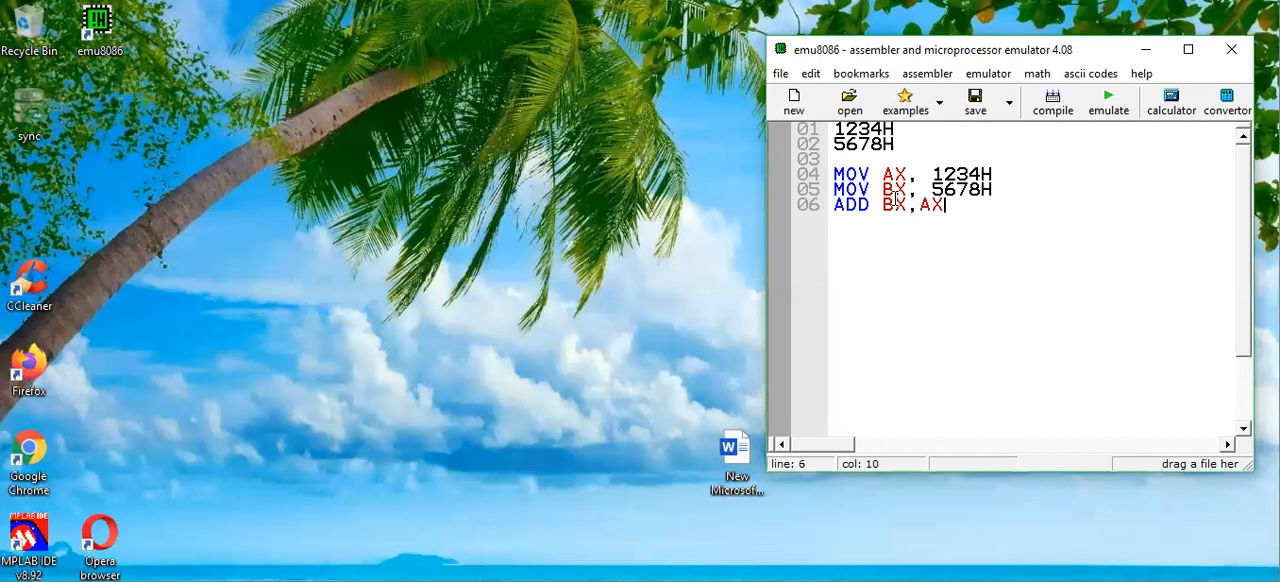 Recycle Bin
emu8086
sync
CCleaner
Firefox
Google
Chrome
MPLAB IDE
MPLAB IDE
v8.92
Opera
browser
W
New
Microsof...
emu8086 - assembler and microprocessor emulator 4.08
file edit bookmarks assembler emulator math ascii codes help
new open examples save compile emulate calculator convertor
01 1234H
02 5678H
03
04 MOV AX, 1234H
05 MOV BX, 5678H
06 ADD BX,AX
line: 6 col: 10 drag a file her